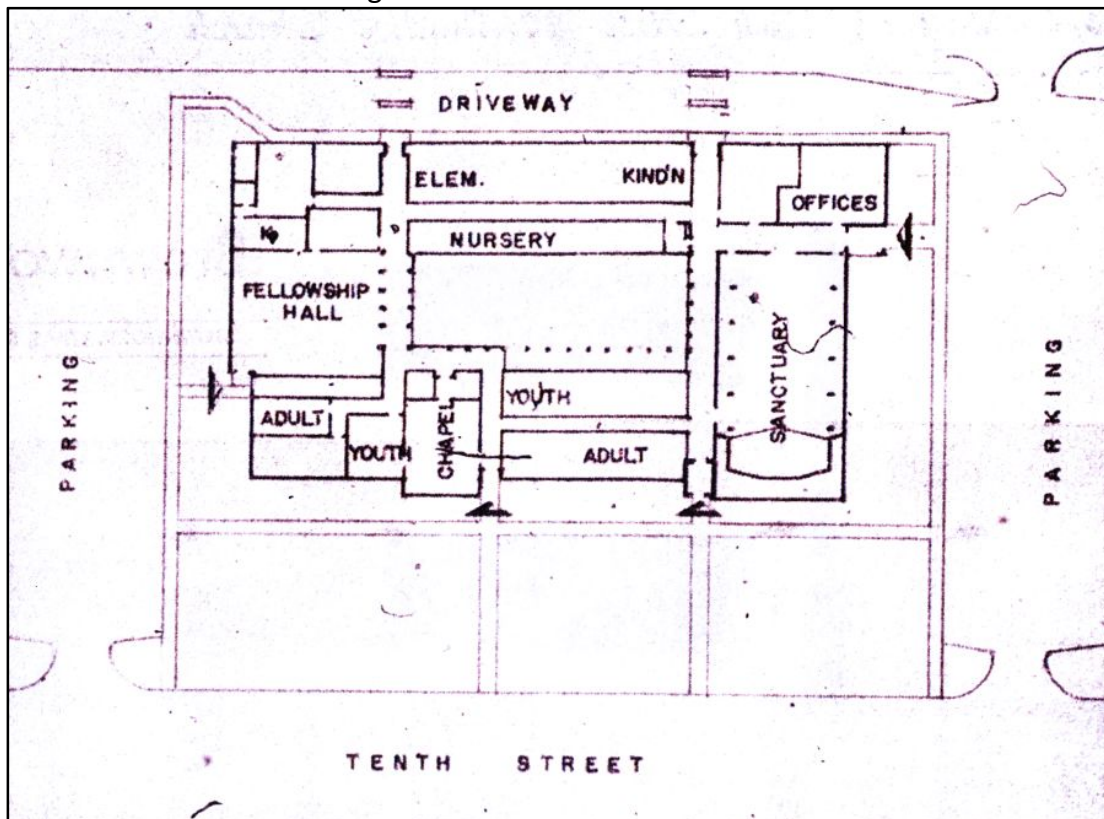 DRIVEWAY
ELEM.
KIND'N
OFFICES
K
NURSERY
FELLOWSHIP
HALL
SANCTUARY
PARKING
PARKING
ADULT
YOUTH
YOUTH
CHAPEL
ADULT
TENTH STREET